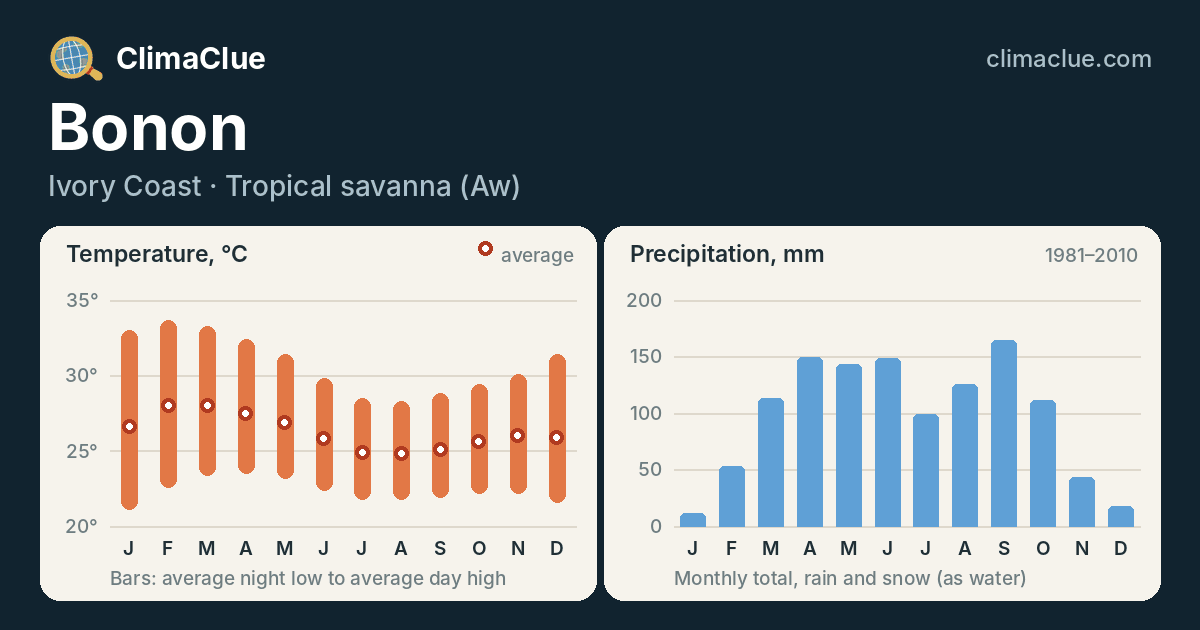 ClimaClue
climaclue.com
Bonon
Ivory Coast · Tropical savanna (Aw)
Temperature, °C
average
35°
30°
25°
20°
J F M A M J J A S O N D
Bars: average night low to average day high
Precipitation, mm
1981–2010
200
150
100
50
0
J F M A M J J A S O N D
Monthly total, rain and snow (as water)